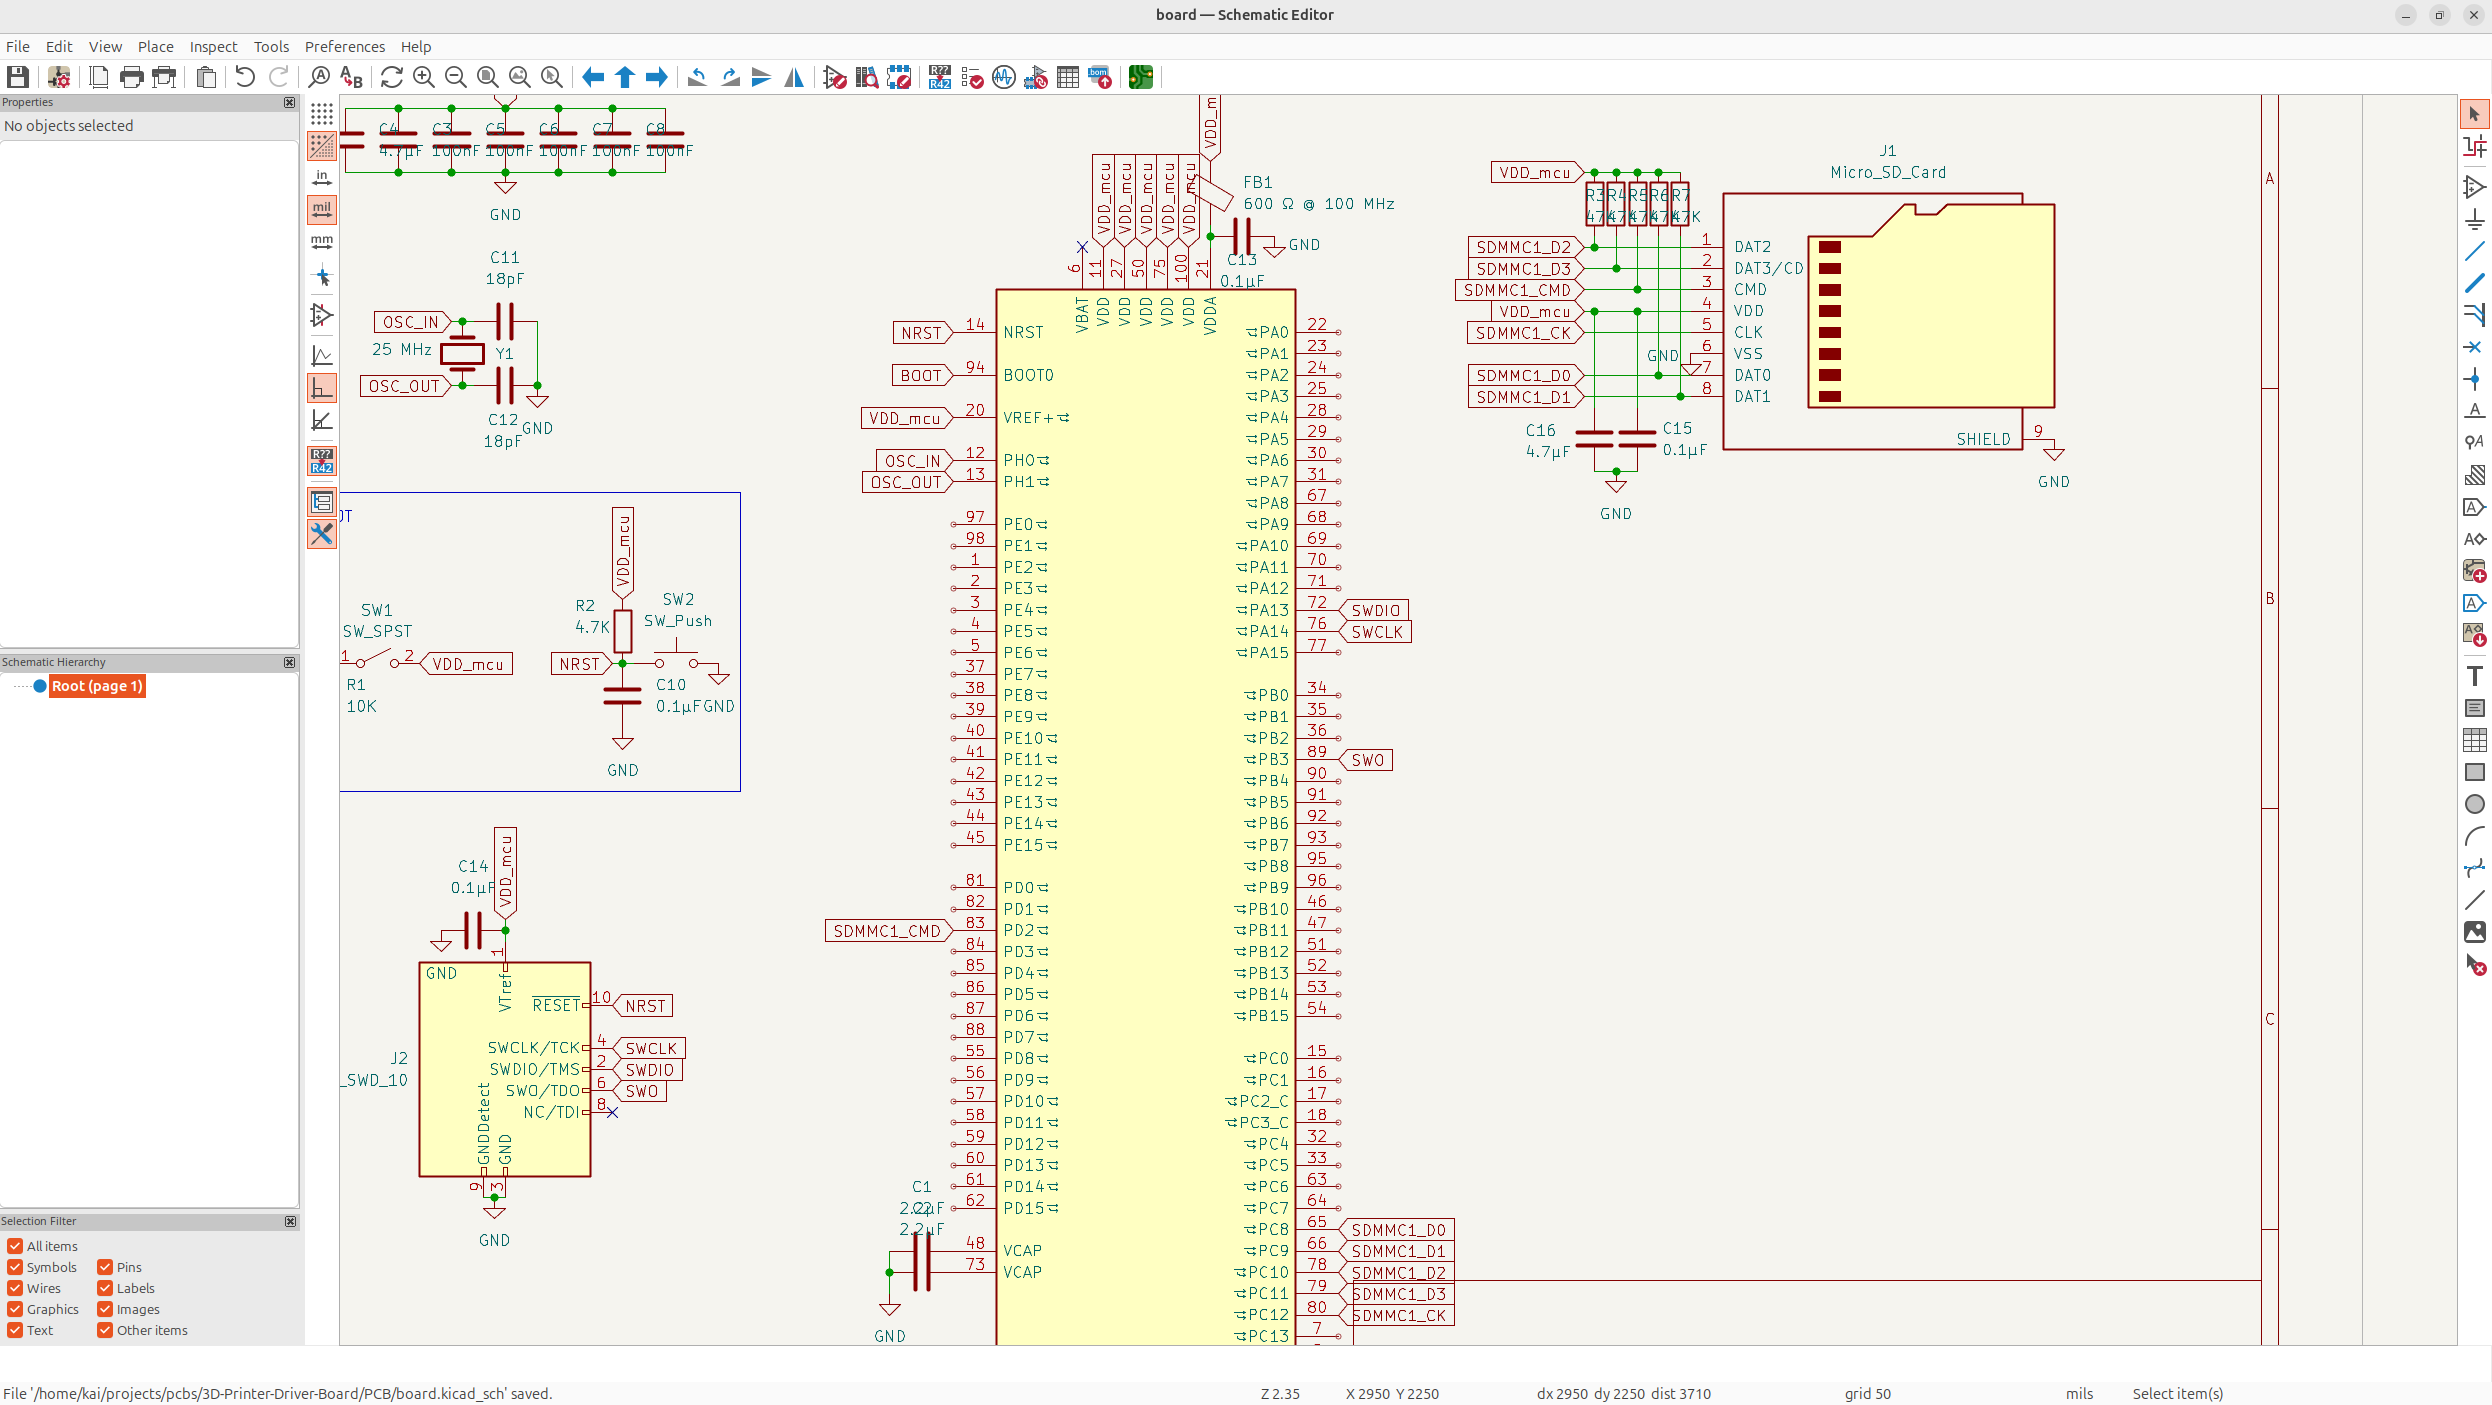 board — Schematic Editor
File Edit View Place Inspect Tools Preferences Help
Properties
No objects selected
Schematic Hierarchy
Root (page 1)
Selection Filter
All items
Symbols Pins
Wires Labels
Graphics Images
Text Other items
in
mil
mm
R??
R42
C4 C3 C5 C6 C7 C8
4.7µF 100nF 100nF 100nF 100nF 100nF
GND
C11
18pF
OSC_IN
25 MHz Y1
OSC_OUT
C12
18pF
GND
VDD_mcu
R2
4.7K
SW2
SW_Push
SW1
SW_SPST
1 2 VDD_mcu
R1
10K
NRST
C10
0.1µF
GND
GND
C14
0.1µF
VDD_mcu
1
GND
VTref
RESET 10 NRST
SWCLK/TCK 4 SWCLK
SWDIO/TMS 2 SWDIO
SWO/TDO 6 SWO
NC/TDI 8
J2
_SWD_10
GNDDetect
GND
9 3
GND
VDD_mcu
VDD_mcu VDD_mcu VDD_mcu VDD_mcu VDD_mcu
FB1
600 Ω @ 100 MHz
GND
C13
0.1µF
6 11 27 50 75 100 21
VBAT VDD VDD VDD VDD VDD VDDA
NRST 14 NRST
BOOT 94 BOOT0
VDD_mcu 20 VREF+
OSC_IN 12 PH0
OSC_OUT 13 PH1
97 PE0
98 PE1
1 PE2
2 PE3
3 PE4
4 PE5
5 PE6
37 PE7
38 PE8
39 PE9
40 PE10
41 PE11
42 PE12
43 PE13
44 PE14
45 PE15
81 PD0
82 PD1
SDMMC1_CMD 83 PD2
84 PD3
85 PD4
86 PD5
87 PD6
88 PD7
55 PD8
56 PD9
57 PD10
58 PD11
59 PD12
60 PD13
61 PD14
62 PD15
C1
2.2µF
2.2µF
48 VCAP
73 VCAP
GND
PA0 22
PA1 23
PA2 24
PA3 25
PA4 28
PA5 29
PA6 30
PA7 31
PA8 67
PA9 68
PA10 69
PA11 70
PA12 71
PA13 72 SWDIO
PA14 76 SWCLK
PA15 77
PB0 34
PB1 35
PB2 36
PB3 89 SWO
PB4 90
PB5 91
PB6 92
PB7 93
PB8 95
PB9 96
PB10 46
PB11 47
PB12 51
PB13 52
PB14 53
PB15 54
PC0 15
PC1 16
PC2_C 17
PC3_C 18
PC4 32
PC5 33
PC6 63
PC7 64
PC8 65 SDMMC1_D0
PC9 66 SDMMC1_D1
PC10 78 SDMMC1_D2
PC11 79 SDMMC1_D3
PC12 80 SDMMC1_CK
PC13 7
J1
Micro_SD_Card
VDD_mcu
R3 R4 R5 R6 R7
47K
SDMMC1_D2 1 DAT2
SDMMC1_D3 2 DAT3/CD
SDMMC1_CMD 3 CMD
VDD_mcu 4 VDD
SDMMC1_CK 5 CLK
GND 6 VSS
SDMMC1_D0 7 DAT0
SDMMC1_D1 8 DAT1
C16
4.7µF
C15
0.1µF
GND
SHIELD 9
GND
A
B
C
File '/home/kai/projects/pcbs/3D-Printer-Driver-Board/PCB/board.kicad_sch' saved.
Z 2.35 X 2950 Y 2250 dx 2950 dy 2250 dist 3710 grid 50 mils Select item(s)